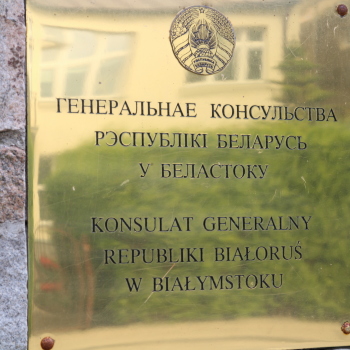 ГЕНЕРАЛЬНАЕ КОНСУЛЬСТВА
РЭСПУБЛІКІ БЕЛАРУСЬ
У БЕЛАСТОКУ
KONSULAT GENERALNY
REPUBLIKI BIAŁORUŚ
W BIAŁYMSTOKU